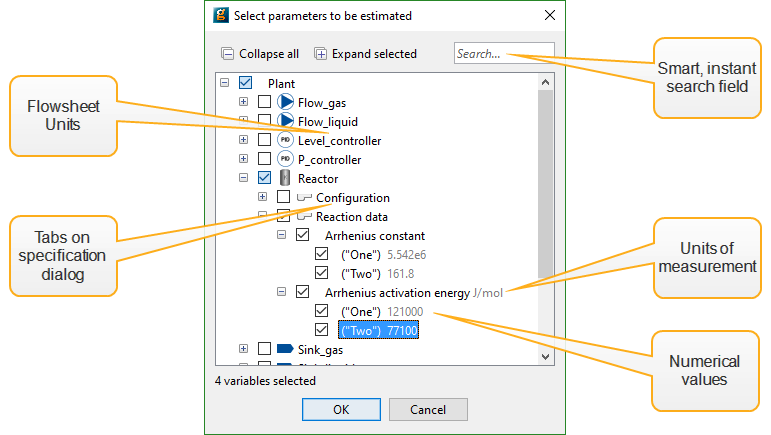 Select parameters to be estimated
Collapse all
Expand selected
Search...
Plant
Flow_gas
Flow_liquid
PID Level_controller
PID P_controller
Reactor
Configuration
Reaction data
Arrhenius constant
("One") 5.542e6
("Two") 161.8
Arrhenius activation energy J/mol
("One") 121000
("Two") 77100
Sink_gas
4 variables selected
OK
Cancel
Flowsheet
Units
Tabs on
specification
dialog
Smart, instant
search field
Units of
measurement
Numerical
values